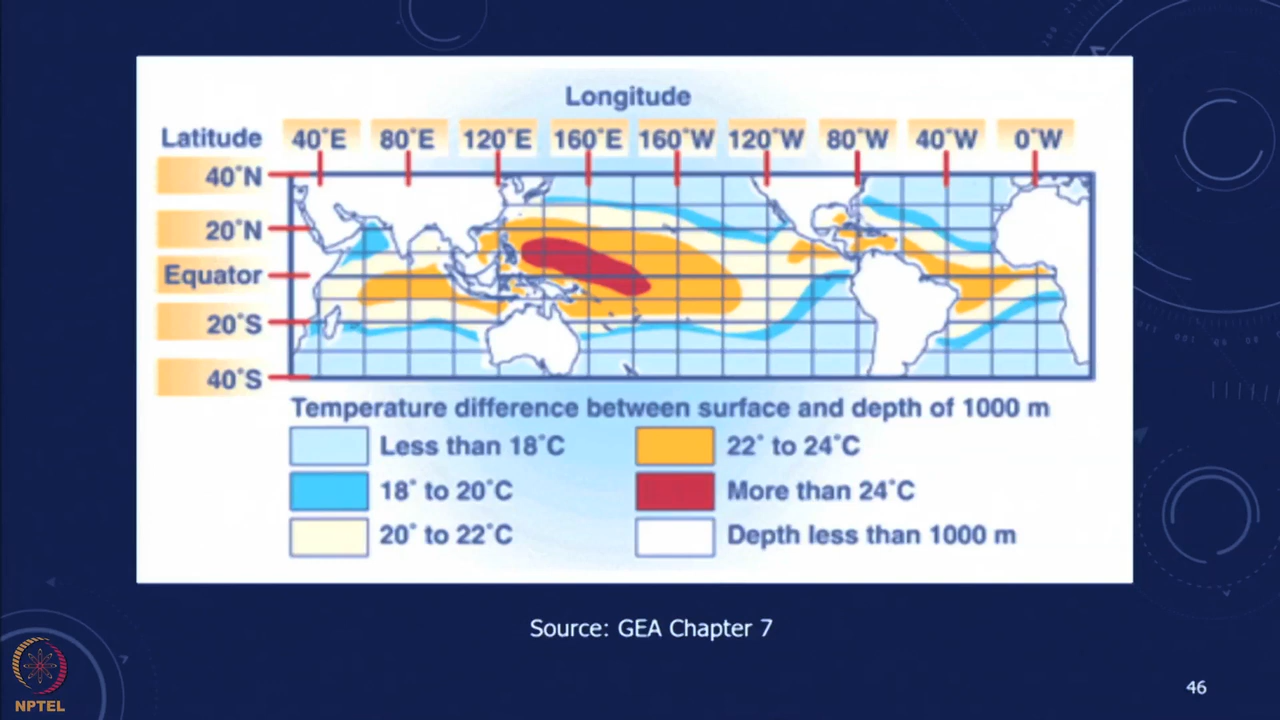 Longitude
Latitude 40°E 80°E 120°E 160°E 160°W 120°W 80°W 40°W 0°W
40°N
20°N
Equator
20°S
40°S
Temperature difference between surface and depth of 1000 m
Less than 18°C 22° to 24°C
18° to 20°C More than 24°C
20° to 22°C Depth less than 1000 m
Source: GEA Chapter 7
46
NPTEL